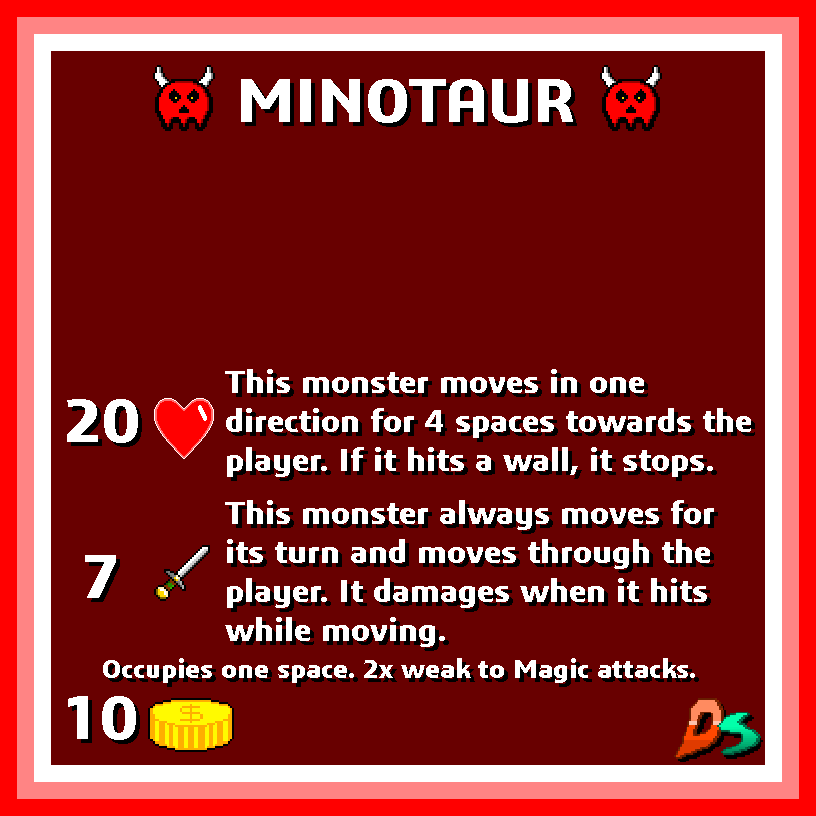 MINOTAUR
This monster moves in one
direction for 4 spaces towards the
player. If it hits a wall, it stops.
20
This monster always moves for
its turn and moves through the
player. It damages when it hits
while moving.
7
Occupies one space. 2x weak to Magic attacks.
10
$
DS